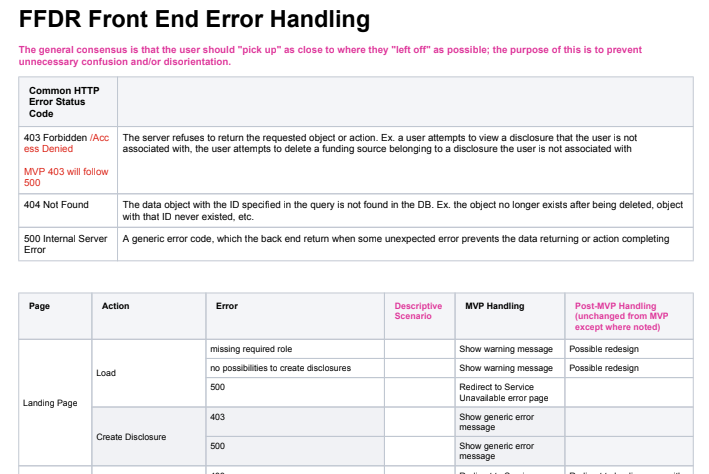 FFDR Front End Error Handling
The general consensus is that the user should "pick up" as close to where they "left off" as possible; the purpose of this is to prevent
unnecessary confusion and/or disorientation.
Common HTTP
Error Status
Code
403 Forbidden /Acc
ess Denied
MVP 403 will follow
500
The server refuses to return the requested object or action. Ex. a user attempts to view a disclosure that the user is not
associated with, the user attempts to delete a funding source belonging to a disclosure the user is not associated with
404 Not Found
The data object with the ID specified in the query is not found in the DB. Ex. the object no longer exists after being deleted, object
with that ID never existed, etc.
500 Internal Server
Error
A generic error code, which the back end return when some unexpected error prevents the data returning or action completing
Page
Action
Error
Descriptive
Scenario
MVP Handling
Post-MVP Handling
(unchanged from MVP
except where noted)
Landing Page
Load
missing required role
Show warning message
Possible redesign
no possibilities to create disclosures
Show warning message
Possible redesign
500
Redirect to Service
Unavailable error page
Create Disclosure
403
Show generic error
message
500
Show generic error
message